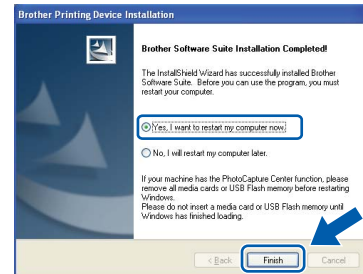 Brother Printing Device Installation
Brother Software Suite Installation Completed!
The InstallShield Wizard has successfully installed Brother
Software Suite. Before you can use the program, you must
restart your computer.
Yes, I want to restart my computer now.
No, I will restart my computer later.
If your machine has the PhotoCapture Center function, please
remove all media cards or USB Flash memory before restarting
Windows.
Please do not insert a media card or USB Flash memory until
Windows has finished loading.
< Back
Finish
Cancel